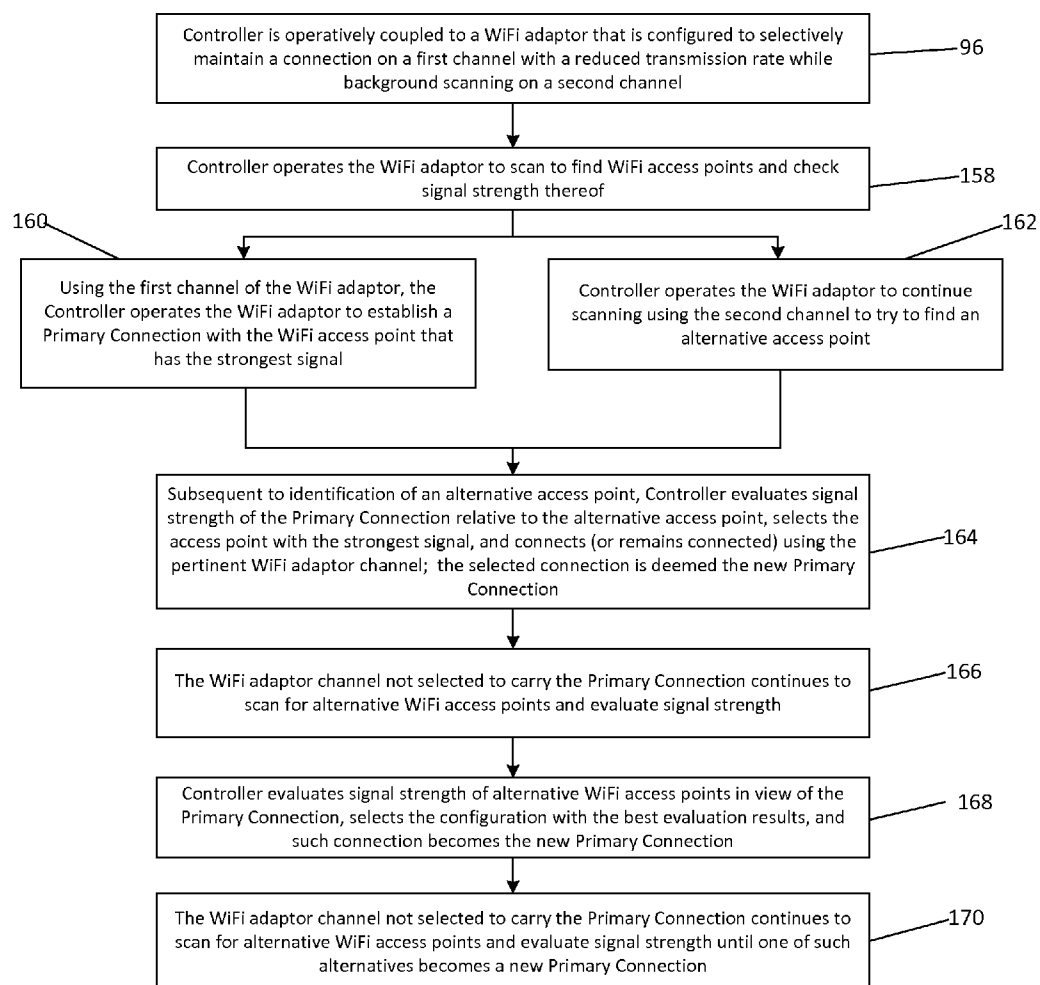 Controller is operatively coupled to a WiFi adaptor that is configured to selectively
maintain a connection on a first channel with a reduced transmission rate while
background scanning on a second channel
96
Controller operates the WiFi adaptor to scan to find WiFi access points and check
signal strength thereof
158
160
Using the first channel of the WiFi adaptor, the
Controller operates the WiFi adaptor to establish a
Primary Connection with the WiFi access point that
has the strongest signal
162
Controller operates the WiFi adaptor to continue
scanning using the second channel to try to find an
alternative access point
Subsequent to identification of an alternative access point, Controller evaluates signal
strength of the Primary Connection relative to the alternative access point, selects the
access point with the strongest signal, and connects (or remains connected) using the
pertinent WiFi adaptor channel; the selected connection is deemed the new Primary
Connection
164
The WiFi adaptor channel not selected to carry the Primary Connection continues to
scan for alternative WiFi access points and evaluate signal strength
166
Controller evaluates signal strength of alternative WiFi access points in view of the
Primary Connection, selects the configuration with the best evaluation results, and
such connection becomes the new Primary Connection
168
The WiFi adaptor channel not selected to carry the Primary Connection continues to
scan for alternative WiFi access points and evaluate signal strength until one of such
alternatives becomes a new Primary Connection
170